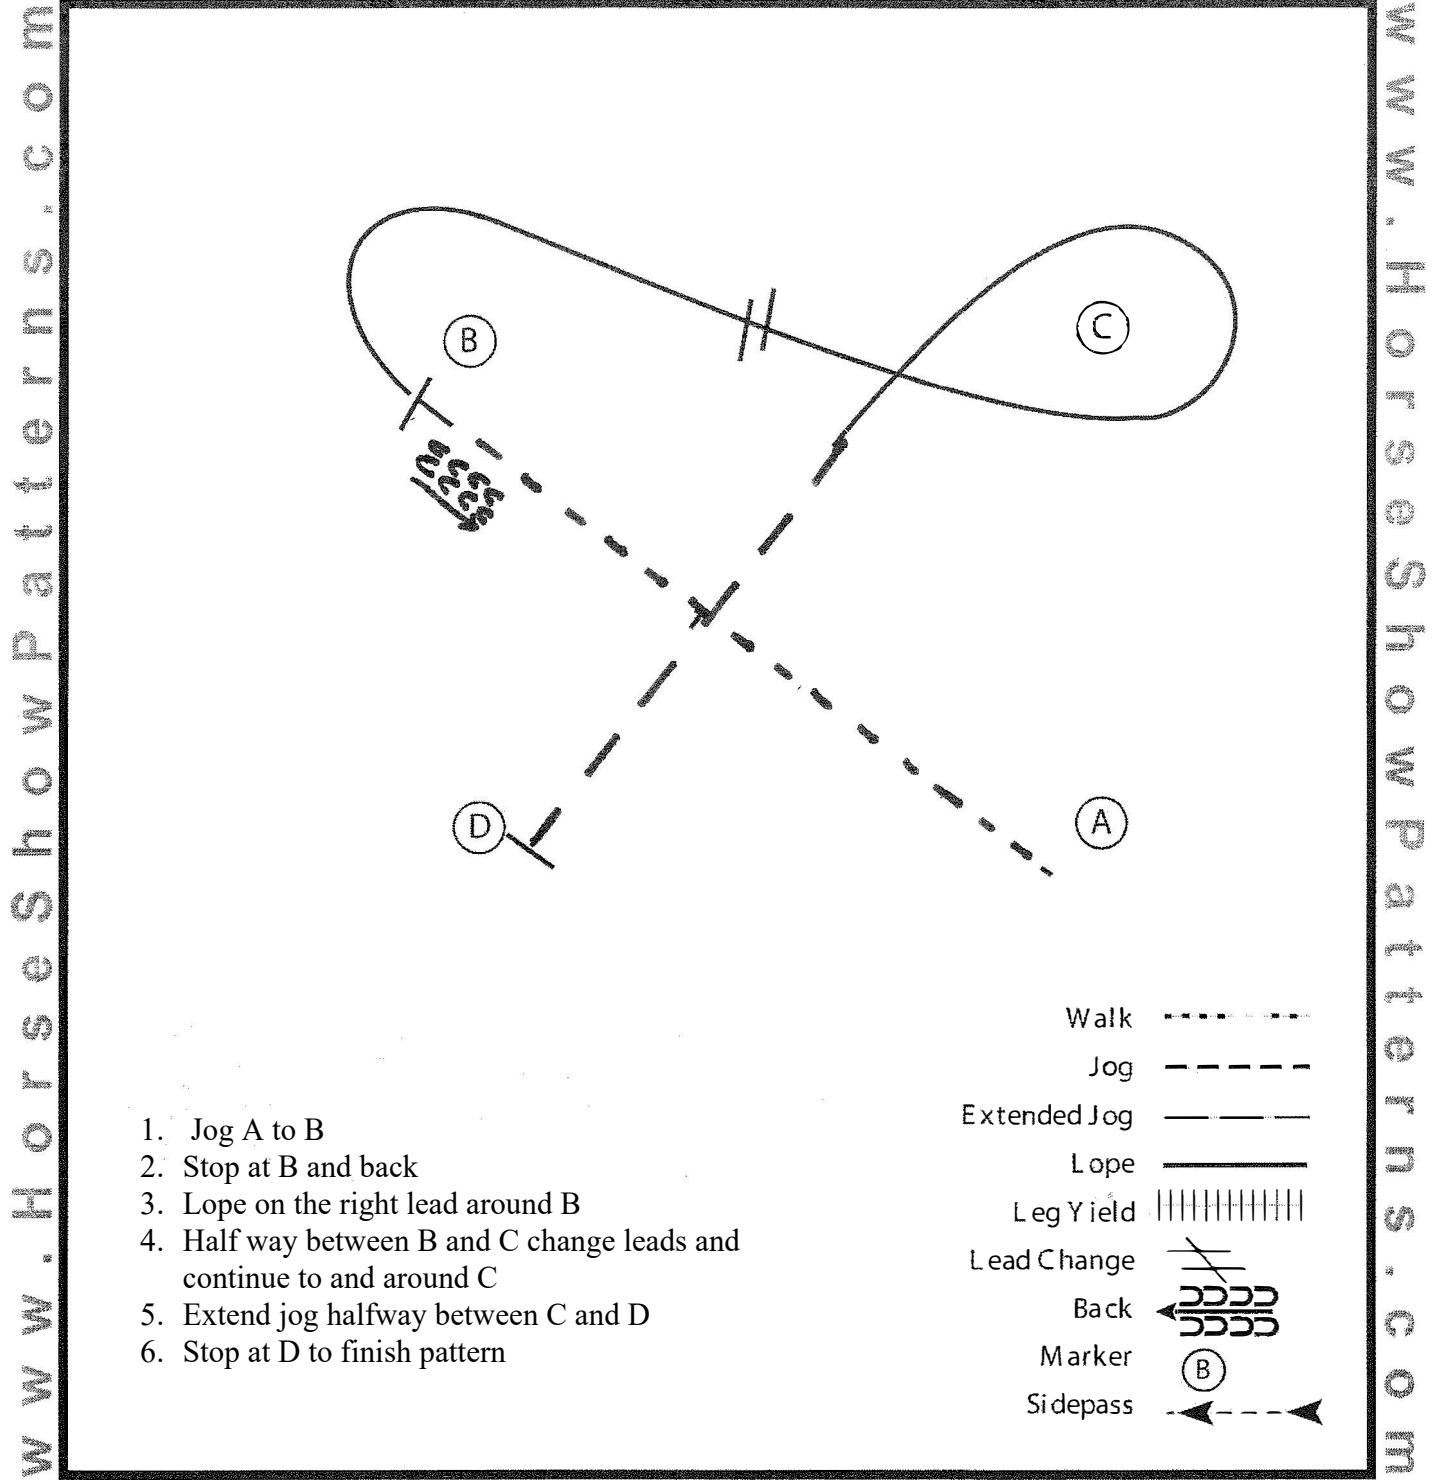 www.HorseShowPatterns.com
www.HorseShowPatterns.com
B
C
D
A
Walk
Jog
Extended Jog
Lope
Leg Yield
Lead Change
Back
Marker B
Sidepass
1. Jog A to B
2. Stop at B and back
3. Lope on the right lead around B
4. Half way between B and C change leads and
continue to and around C
5. Extend jog halfway between C and D
6. Stop at D to finish pattern